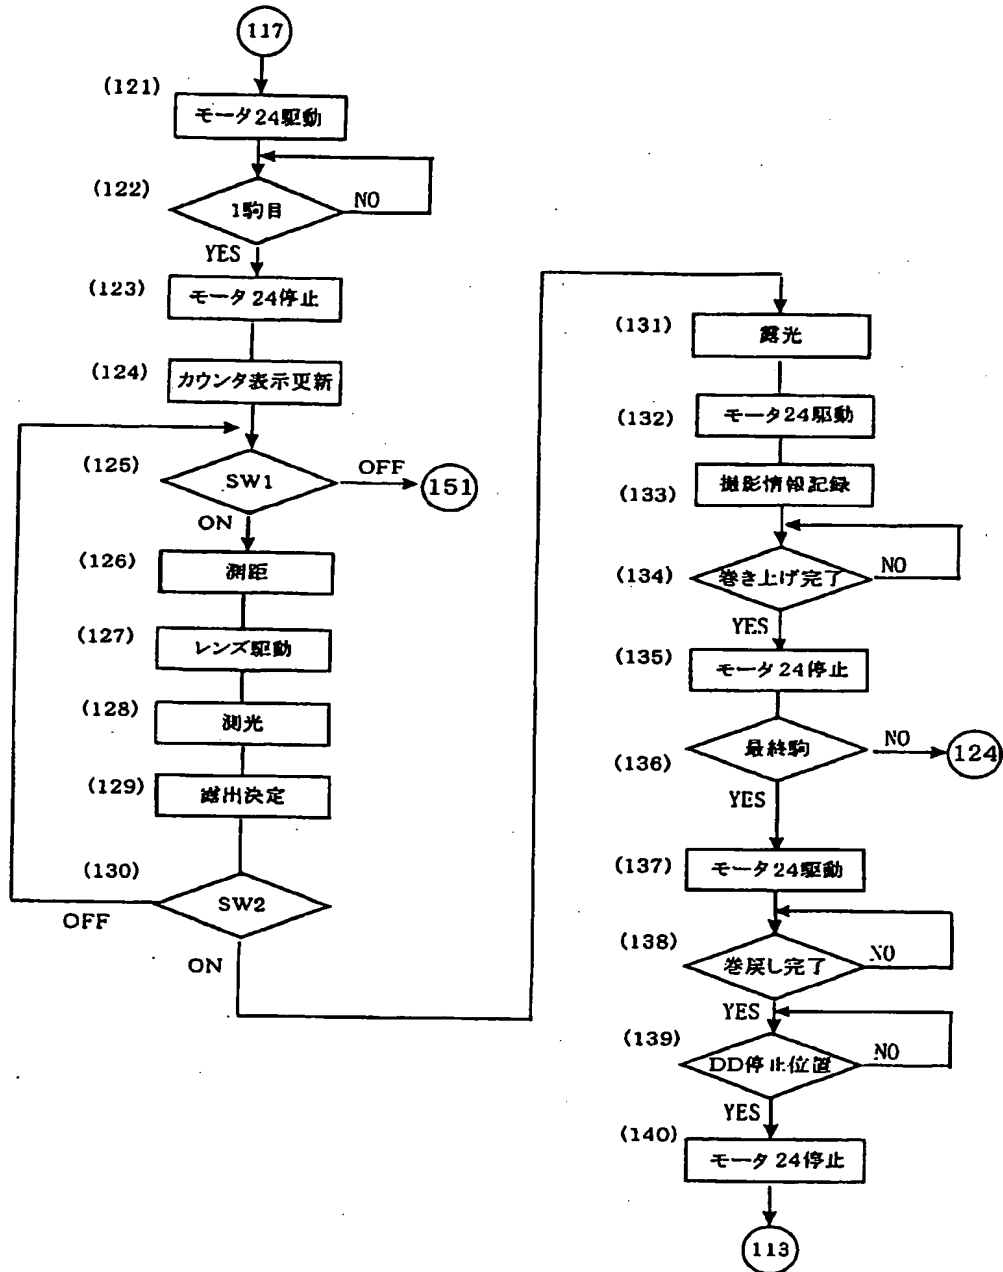 117
(121)
モータ24駆動
(122)
1駒目
NO
YES
(123)
モータ24停止
(124)
カウンタ表示更新
(125)
SW1
OFF
151
ON
(126)
測距
(127)
レンズ駆動
(128)
測光
(129)
露出決定
(130)
SW2
OFF
ON
(131)
露光
(132)
モータ24駆動
(133)
撮影情報記録
(134)
巻き上げ完了
NO
YES
(135)
モータ24停止
(136)
最終駒
NO
124
YES
(137)
モータ24駆動
(138)
巻戻し完了
NO
YES
(139)
DD停止位置
NO
YES
(140)
モータ24停止
113